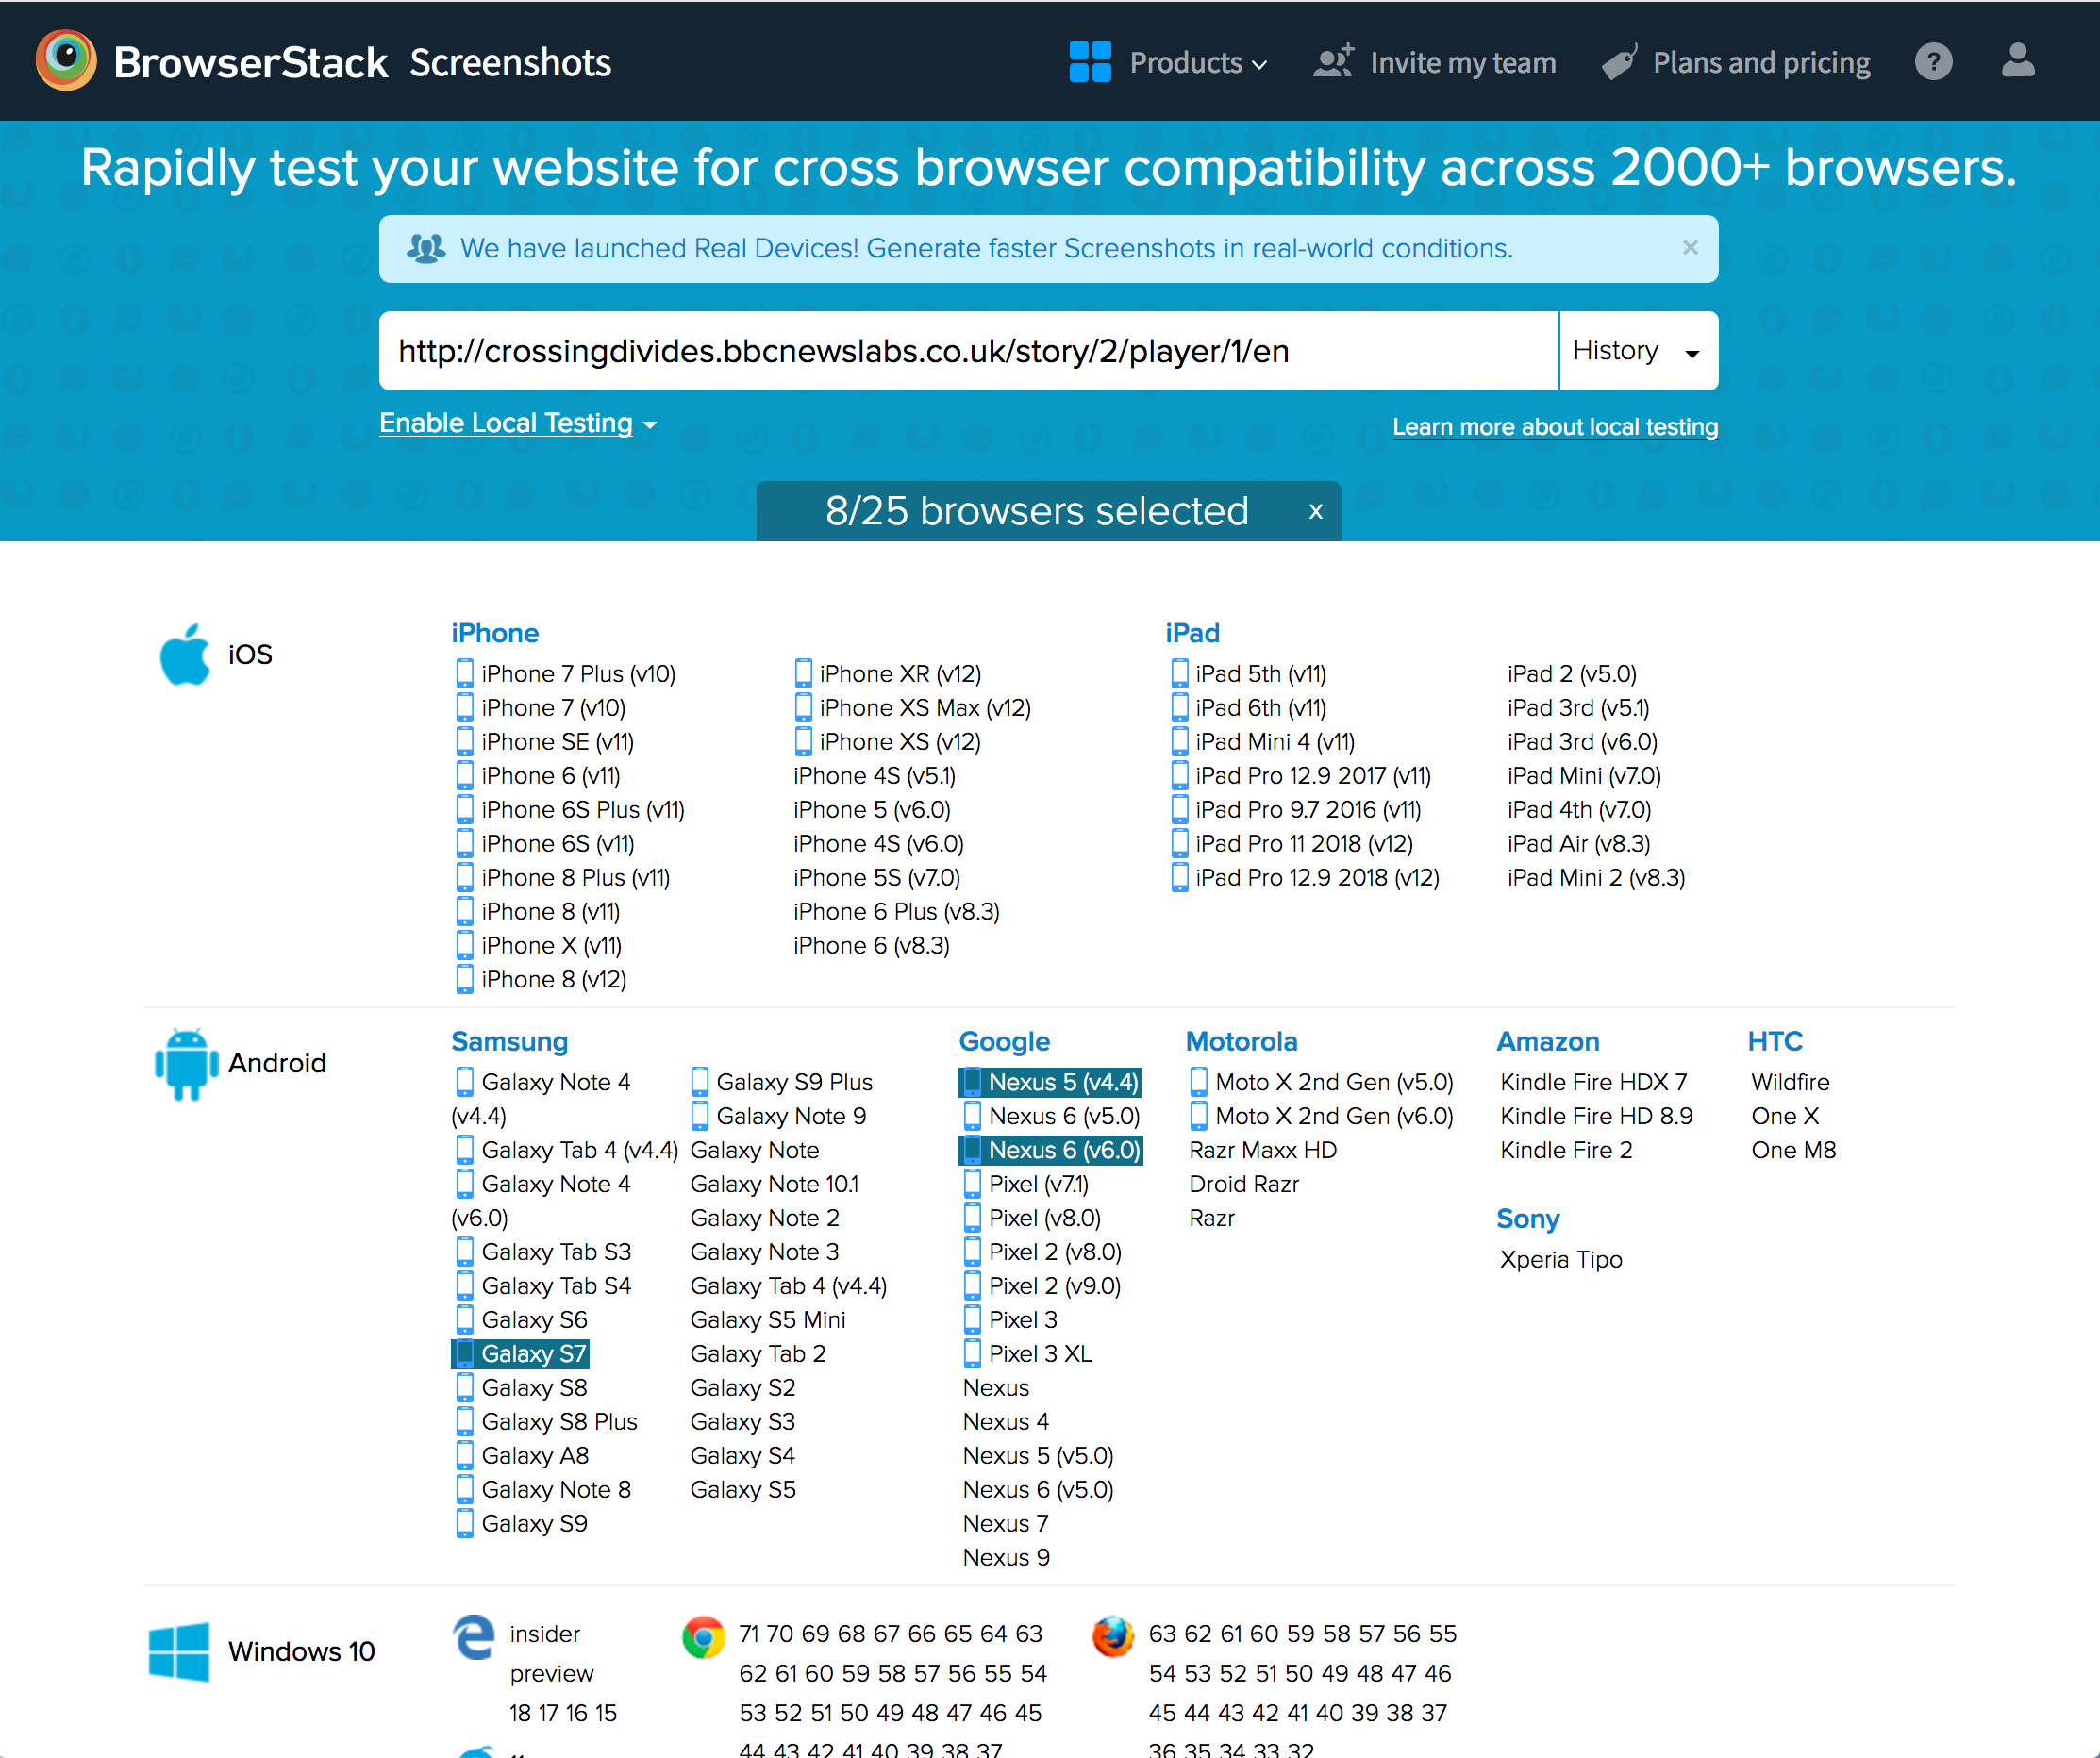 BrowserStack Screenshots
Products
Invite my team
Plans and pricing
?
Rapidly test your website for cross browser compatibility across 2000+ browsers.
We have launched Real Devices! Generate faster Screenshots in real-world conditions.
×
http://crossingdivides.bbcnewslabs.co.uk/story/2/player/1/en
History
Enable Local Testing
Learn more about local testing
8/25 browsers selected
x
iOS
iPhone
iPhone 7 Plus (v10)
iPhone 7 (v10)
iPhone SE (v11)
iPhone 6 (v11)
iPhone 6S Plus (v11)
iPhone 6S (v11)
iPhone 8 Plus (v11)
iPhone 8 (v11)
iPhone X (v11)
iPhone 8 (v12)
iPhone XR (v12)
iPhone XS Max (v12)
iPhone XS (v12)
iPhone 4S (v5.1)
iPhone 5 (v6.0)
iPhone 4S (v6.0)
iPhone 5S (v7.0)
iPhone 6 Plus (v8.3)
iPhone 6 (v8.3)
iPad
iPad 5th (v11)
iPad 6th (v11)
iPad Mini 4 (v11)
iPad Pro 12.9 2017 (v11)
iPad Pro 9.7 2016 (v11)
iPad Pro 11 2018 (v12)
iPad Pro 12.9 2018 (v12)
iPad 2 (v5.0)
iPad 3rd (v5.1)
iPad 3rd (v6.0)
iPad Mini (v7.0)
iPad 4th (v7.0)
iPad Air (v8.3)
iPad Mini 2 (v8.3)
Android
Samsung
Galaxy Note 4
(v4.4)
Galaxy Tab 4 (v4.4)
Galaxy Note 4
(v6.0)
Galaxy Tab S3
Galaxy Tab S4
Galaxy S6
Galaxy S7
Galaxy S8
Galaxy S8 Plus
Galaxy A8
Galaxy Note 8
Galaxy S9
Galaxy S9 Plus
Galaxy Note 9
Galaxy Note
Galaxy Note 10.1
Galaxy Note 2
Galaxy Note 3
Galaxy Tab 4 (v4.4)
Galaxy S5 Mini
Galaxy Tab 2
Galaxy S2
Galaxy S3
Galaxy S4
Galaxy S5
Google
Nexus 5 (v4.4)
Nexus 6 (v5.0)
Nexus 6 (v6.0)
Pixel (v7.1)
Pixel (v8.0)
Pixel 2 (v8.0)
Pixel 2 (v9.0)
Pixel 3
Pixel 3 XL
Nexus
Nexus 4
Nexus 5 (v5.0)
Nexus 6 (v5.0)
Nexus 7
Nexus 9
Motorola
Moto X 2nd Gen (v5.0)
Moto X 2nd Gen (v6.0)
Razr Maxx HD
Droid Razr
Razr
Amazon
Kindle Fire HDX 7
Kindle Fire HD 8.9
Kindle Fire 2
Sony
Xperia Tipo
HTC
Wildfire
One X
One M8
Windows 10
insider
preview
18 17 16 15
71 70 69 68 67 66 65 64 63
62 61 60 59 58 57 56 55 54
53 52 51 50 49 48 47 46 45
44 43 42 41 40 39 38 37
63 62 61 60 59 58 57 56 55
54 53 52 51 50 49 48 47 46
45 44 43 42 41 40 39 38 37
36 35 34 33 32